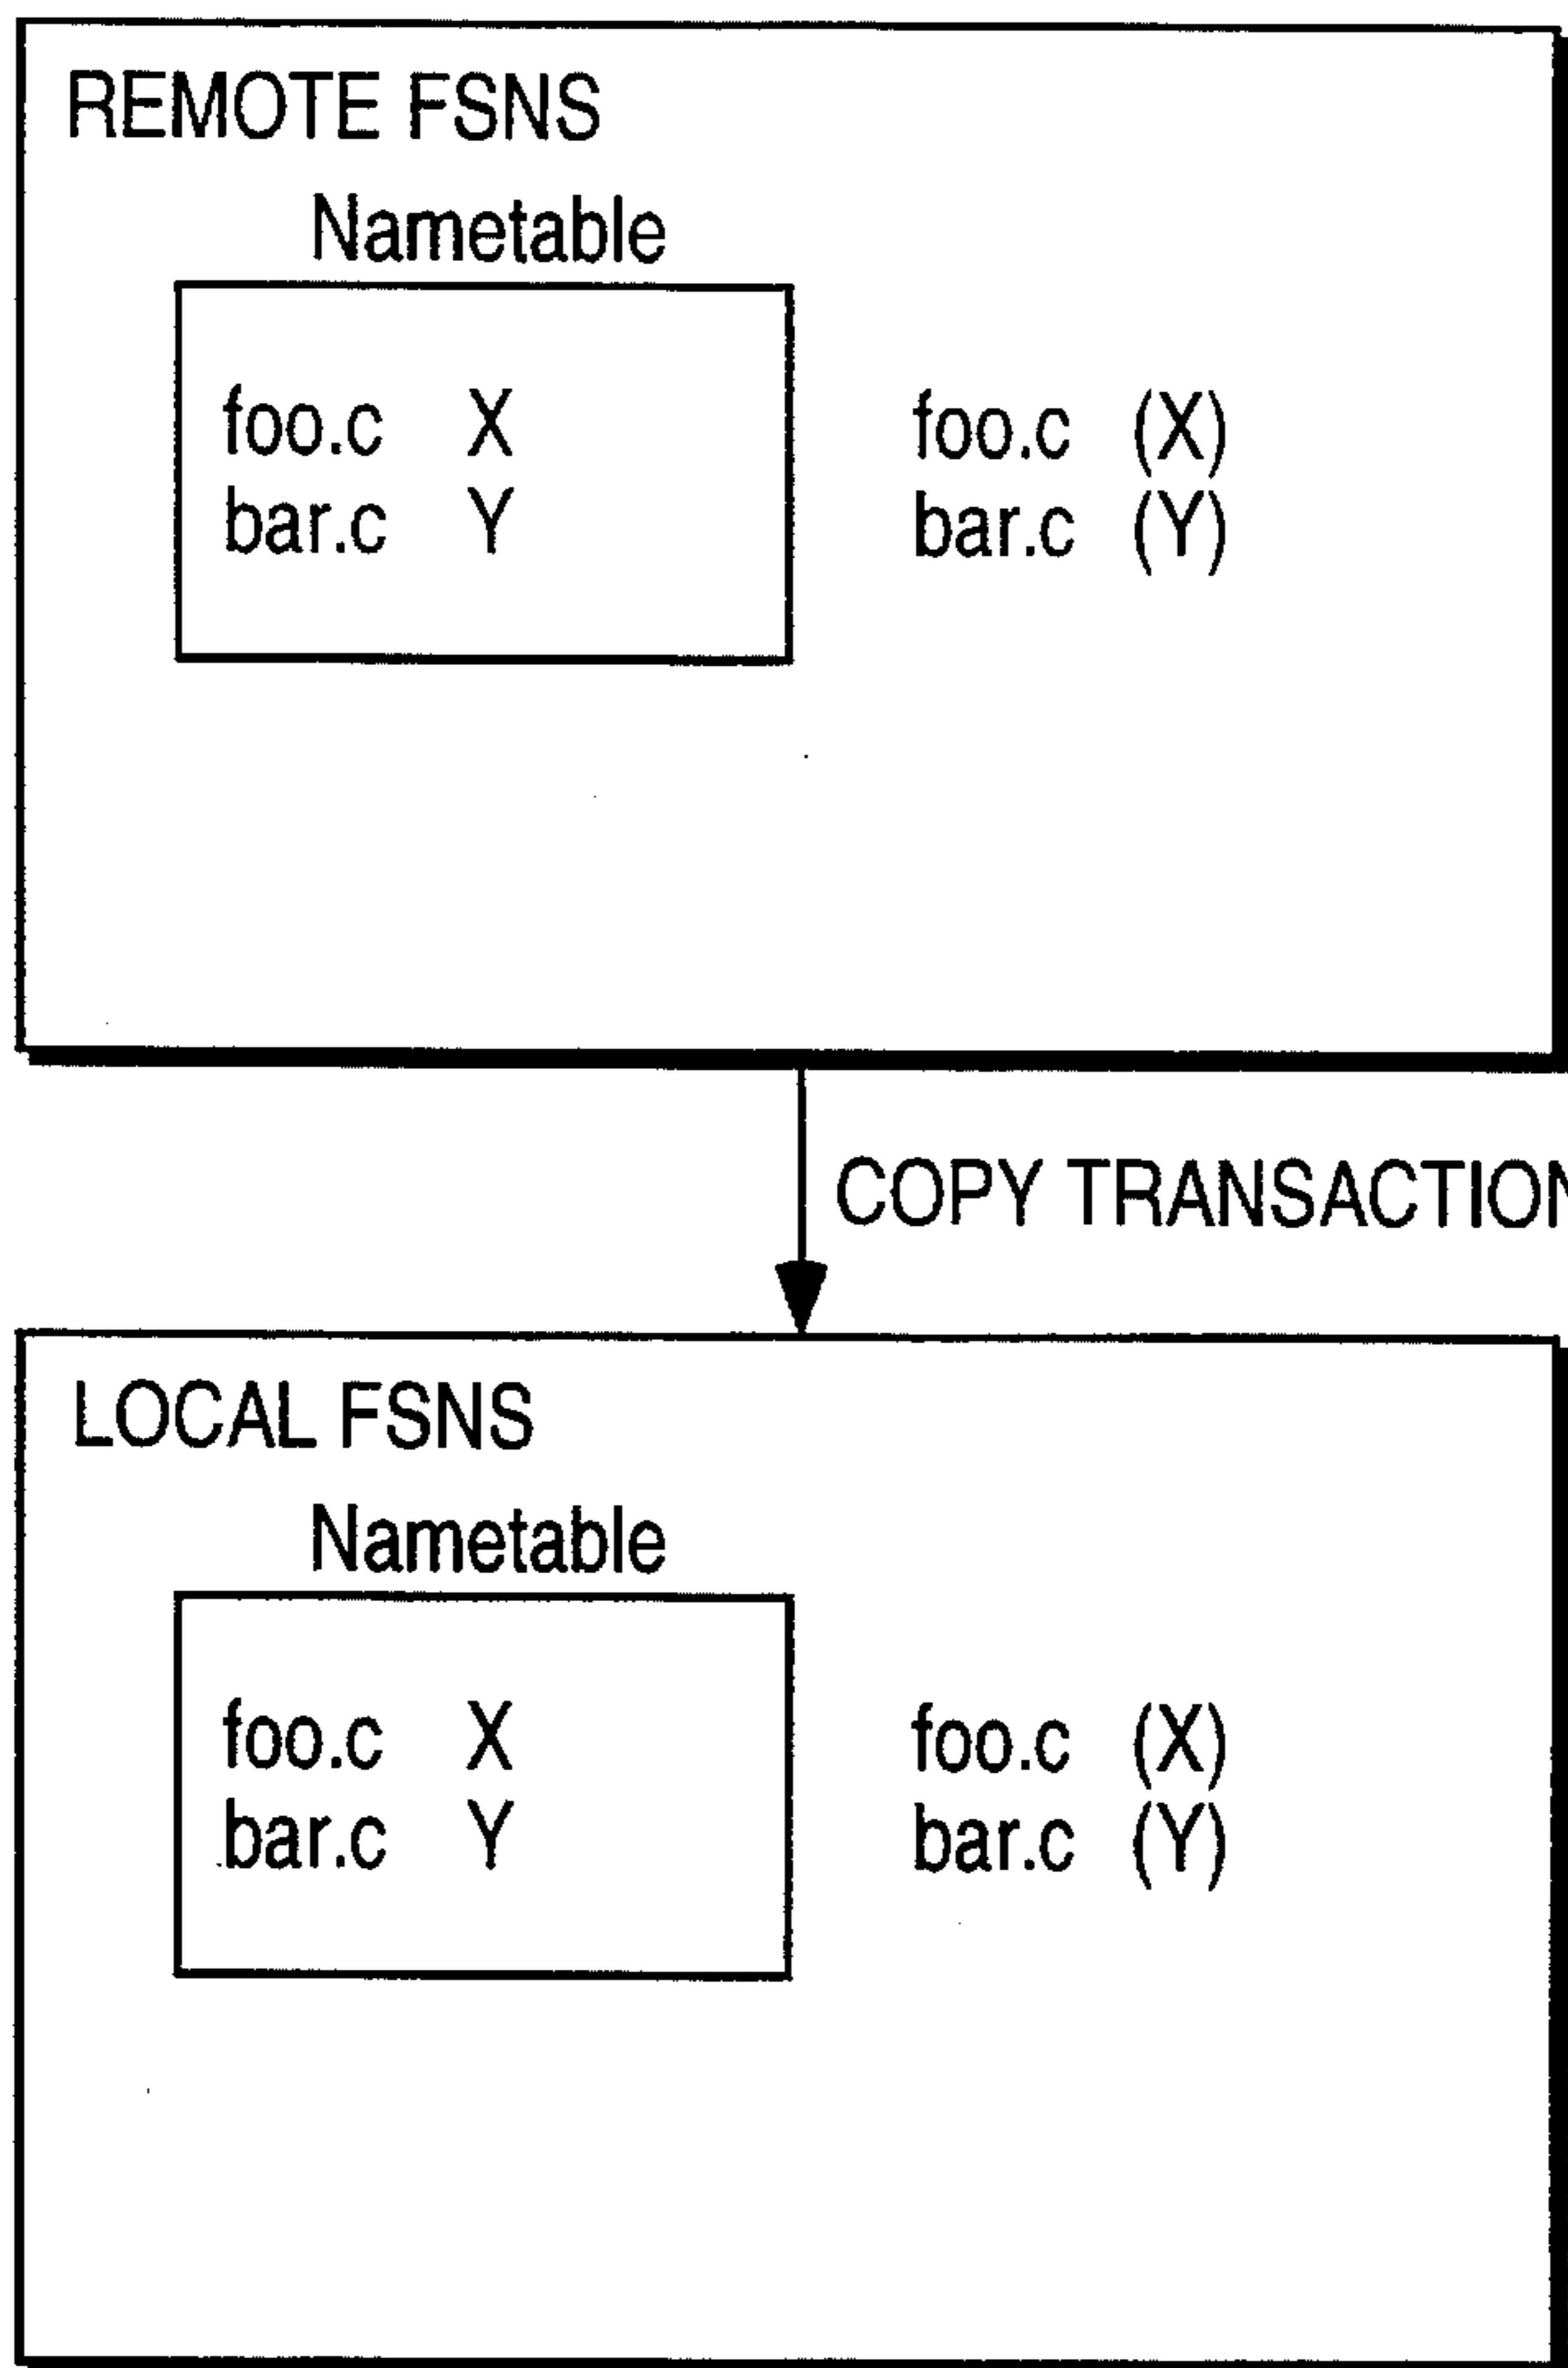 REMOTE FSNS
Nametable
foo.c X foo.c (X)
bar.c Y bar.c (Y)
COPY TRANSACTION
LOCAL FSNS
Nametable
foo.c X foo.c (X)
bar.c Y bar.c (Y)